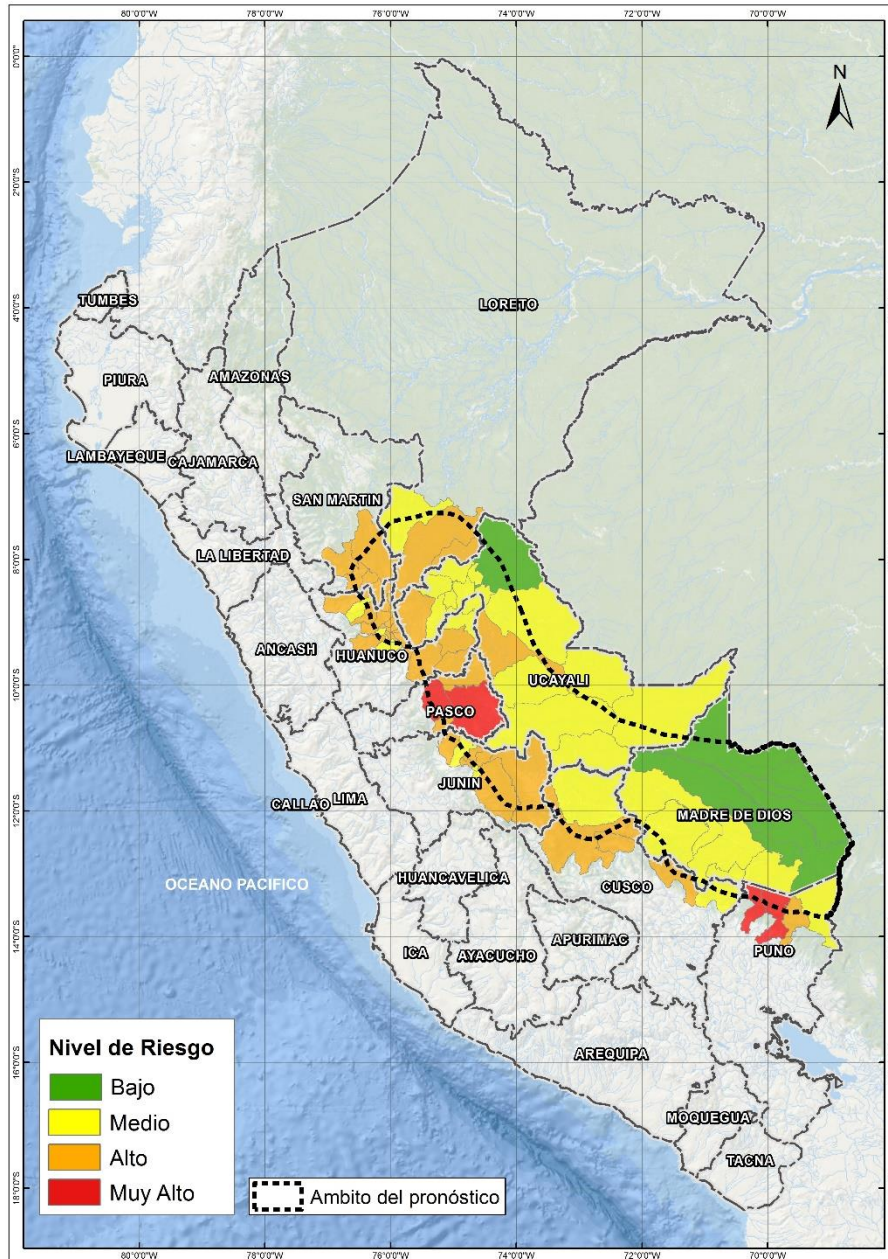 80°0'0"W
78°0'0"W
76°0'0"W
74°0'0"W
72°0'0"W
70°0'0"W
0°0'0"
2°0'0"S
4°0'0"S
6°0'0"S
8°0'0"S
10°0'0"S
12°0'0"S
14°0'0"S
16°0'0"S
18°0'0"S
N
TUMBES
LORETO
PIURA
AMAZONAS
LAMBAYEQUE
CAJAMARCA
SAN MARTIN
LA LIBERTAD
ANCASH
HUANUCO
UCAYALI
PASCO
JUNIN
CALLAO
LIMA
MADRE DE DIOS
OCEANO PACIFICO
HUANCAVELICA
CUSCO
ICA
AYACUCHO
APURIMAC
PUNO
AREQUIPA
MOQUEGUA
TACNA
Nivel de Riesgo
Bajo
Medio
Alto
Muy Alto
Ambito del pronóstico
80°0'0"W
78°0'0"W
76°0'0"W
74°0'0"W
72°0'0"W
70°0'0"W